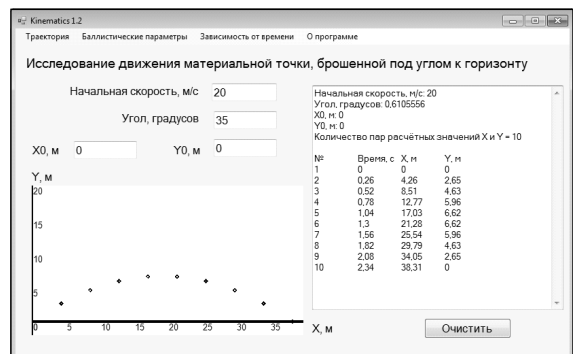 Kinematics 1.2
Траектория Баллистические параметры Зависимость от времени О программе
Исследование движения материальной точки, брошенной под углом к горизонту
Начальная скорость, м/с 20
Угол, градусов 35
X0, м 0 Y0, м 0
Y, м
20
15
10
5
0 5 10 15 20 25 30 35
X, м
Начальная скорость, м/с: 20
Угол, градусов: 0,6105556
X0, м: 0
Y0, м: 0
Количество пар расчётных значений X и Y = 10
№ Время, с X, м Y, м
1 0 0 0
2 0,26 4,26 2,65
3 0,52 8,51 4,63
4 0,78 12,77 5,96
5 1,04 17,03 6,62
6 1,3 21,28 6,62
7 1,56 25,54 5,96
8 1,82 29,79 4,63
9 2,08 34,05 2,65
10 2,34 38,31 0
Очистить